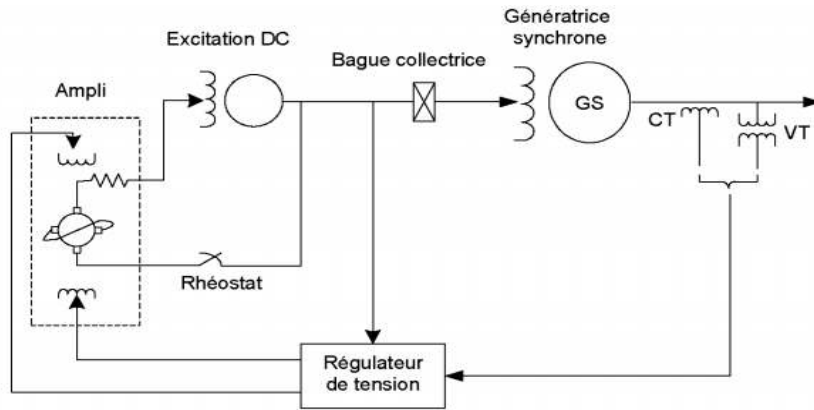 Excitation DC
Génératrice
synchrone
Bague collectrice
Ampli
GS
CT
VT
Rhéostat
Régulateur
de tension